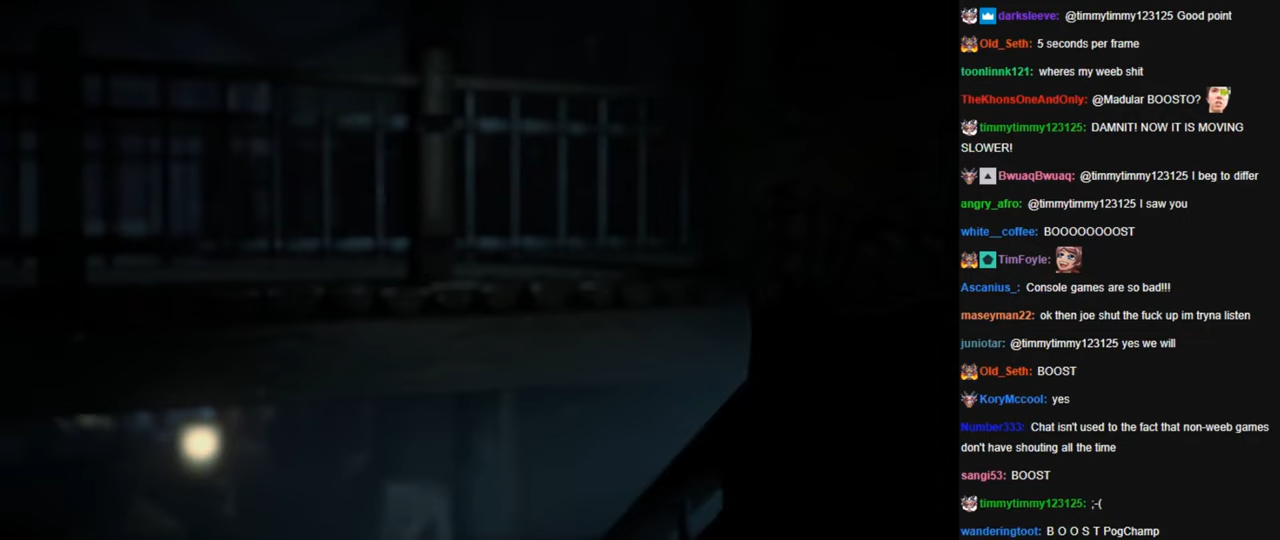 darksleeve: @timmytimmy123125 Good point
Old_Seth: 5 seconds per frame
toonlinnk121: wheres my weeb shit
TheKhonsOneAndOnly: @Madular BOOSTO?
timmytimmy123125: DAMNIT! NOW IT IS MOVING
SLOWER!
BwuaqBwuaq: @timmytimmy123125 I beg to differ
angry_afro: @timmytimmy123125 I saw you
white__coffee: BOOOOOOOOST
TimFoyle:
Ascanius_: Console games are so bad!!!
maseyman22: ok then joe shut the fuck up im tryna listen
juniotar: @timmytimmy123125 yes we will
Old_Seth: BOOST
KoryMccool: yes
Number333: Chat isn't used to the fact that non-weeb games
don't have shouting all the time
sangi53: BOOST
timmytimmy123125: ;-(
wanderingtoot: B O O S T PogChamp